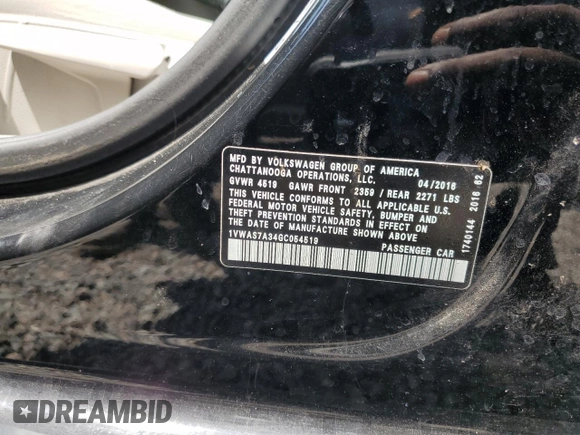 MFD BY VOLKSWAGEN GROUP OF AMERICA
CHATTANOOGA OPERATIONS, LLC. 04/2016
GVWR 4519 GAWR FRONT 2359 / REAR 2271 LBS
THIS VEHICLE CONFORMS TO ALL APPLICABLE U.S.
FEDERAL MOTOR VEHICLE SAFETY, BUMPER AND
THEFT PREVENTION STANDARDS IN EFFECT ON
THE DATE OF MANUFACTURE SHOWN ABOVE
1VWAS7A34GC054519 PASSENGER CAR
1740144 2016 62
DREAMBID